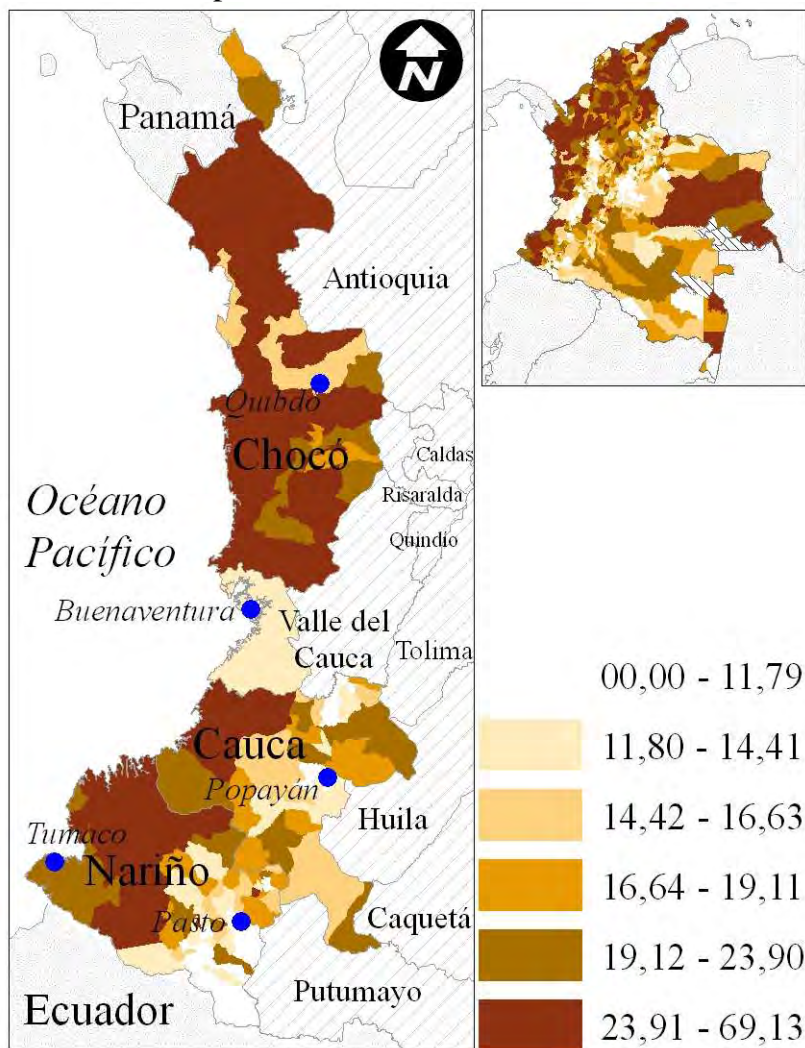 N
Panamá
Antioquia
Quibdó
Chocó
Caldas
Risaralda
Quindío
Océano
Pacífico
Buenaventura
Valle del
Cauca
Tolima
Cauca
Popayán
Huila
Tumaco
Nariño
Pasto
Caquetá
Putumayo
Ecuador
00,00 - 11,79
11,80 - 14,41
14,42 - 16,63
16,64 - 19,11
19,12 - 23,90
23,91 - 69,13